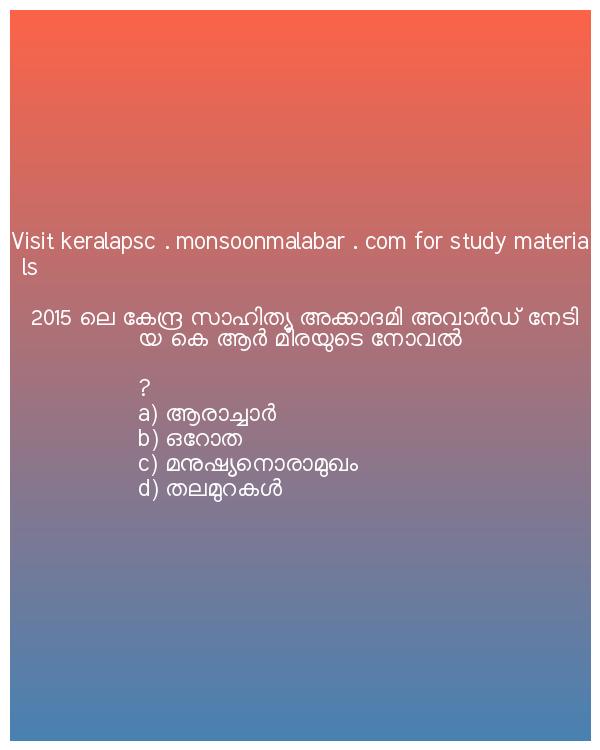 Visit keralapsc . monsoonmalabar . com for study materia
ls
2015 ലെ കേന്ദ്ര സാഹിത്യ അക്കാദമി അവാർഡ് നേടി
യ കെ ആർ മീരയുടെ നോവൽ
?
a) ആരാച്ചാർ
b) ഒറോത
c) മനുഷ്യനൊരാമുഖം
d) തലമുറകൾ